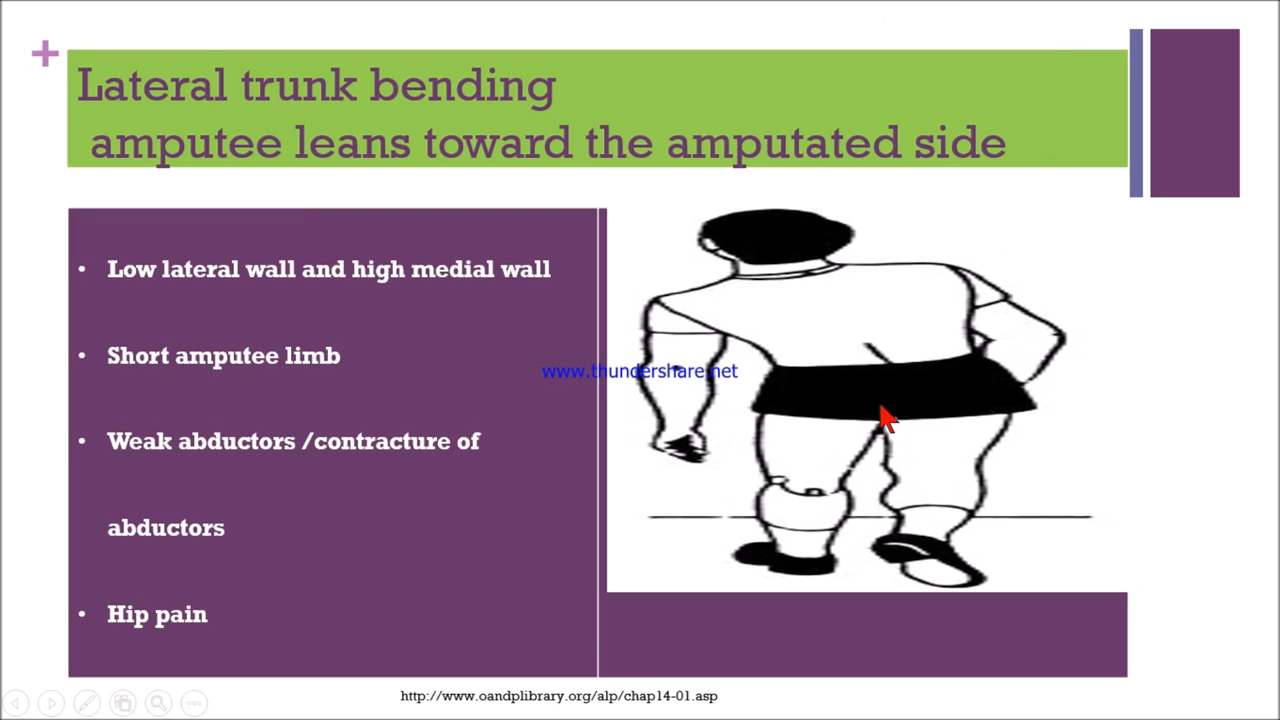 +
Lateral trunk bending
amputee leans toward the amputated side
• Low lateral wall and high medial wall
• Short amputee limb
• Weak abductors /contracture of
abductors
• Hip pain
www.thundershare.net
http://www.oandplibrary.org/alp/chap14-01.asp